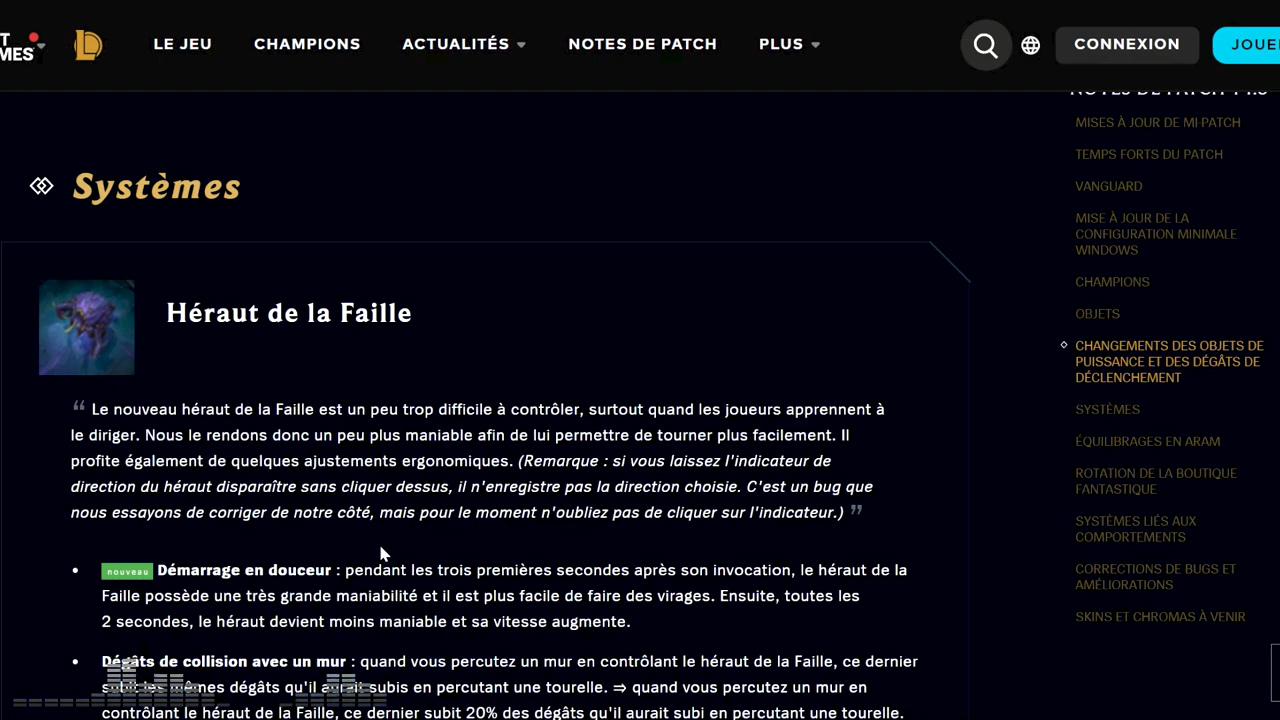 T
MES
LE JEU
CHAMPIONS
ACTUALITÉS
NOTES DE PATCH
PLUS
CONNEXION
JOUE
Systèmes
Héraut de la Faille
“ Le nouveau héraut de la Faille est un peu trop difficile à contrôler, surtout quand les joueurs apprennent à
le diriger. Nous le rendons donc un peu plus maniable afin de lui permettre de tourner plus facilement. Il
profite également de quelques ajustements ergonomiques. (Remarque : si vous laissez l'indicateur de
direction du héraut disparaître sans cliquer dessus, il n'enregistre pas la direction choisie. C'est un bug que
nous essayons de corriger de notre côté, mais pour le moment n'oubliez pas de cliquer sur l'indicateur.) ”
• nouveau Démarrage en douceur : pendant les trois premières secondes après son invocation, le héraut de la
Faille possède une très grande maniabilité et il est plus facile de faire des virages. Ensuite, toutes les
2 secondes, le héraut devient moins maniable et sa vitesse augmente.
• Dégâts de collision avec un mur : quand vous percutez un mur en contrôlant le héraut de la Faille, ce dernier
subit les mêmes dégâts qu'il aurait subis en percutant une tourelle. ⇒ quand vous percutez un mur en
contrôlant le héraut de la Faille, ce dernier subit 20% des dégâts qu'il aurait subi en percutant une tourelle.
NOTES DE PATCH 14.8
MISES À JOUR DE MI-PATCH
TEMPS FORTS DU PATCH
VANGUARD
MISE À JOUR DE LA
CONFIGURATION MINIMALE
WINDOWS
CHAMPIONS
OBJETS
CHANGEMENTS DES OBJETS DE
PUISSANCE ET DES DÉGÂTS DE
DÉCLENCHEMENT
SYSTÈMES
ÉQUILIBRAGES EN ARAM
ROTATION DE LA BOUTIQUE
FANTASTIQUE
SYSTÈMES LIÉS AUX
COMPORTEMENTS
CORRECTIONS DE BUGS ET
AMÉLIORATIONS
SKINS ET CHROMAS À VENIR